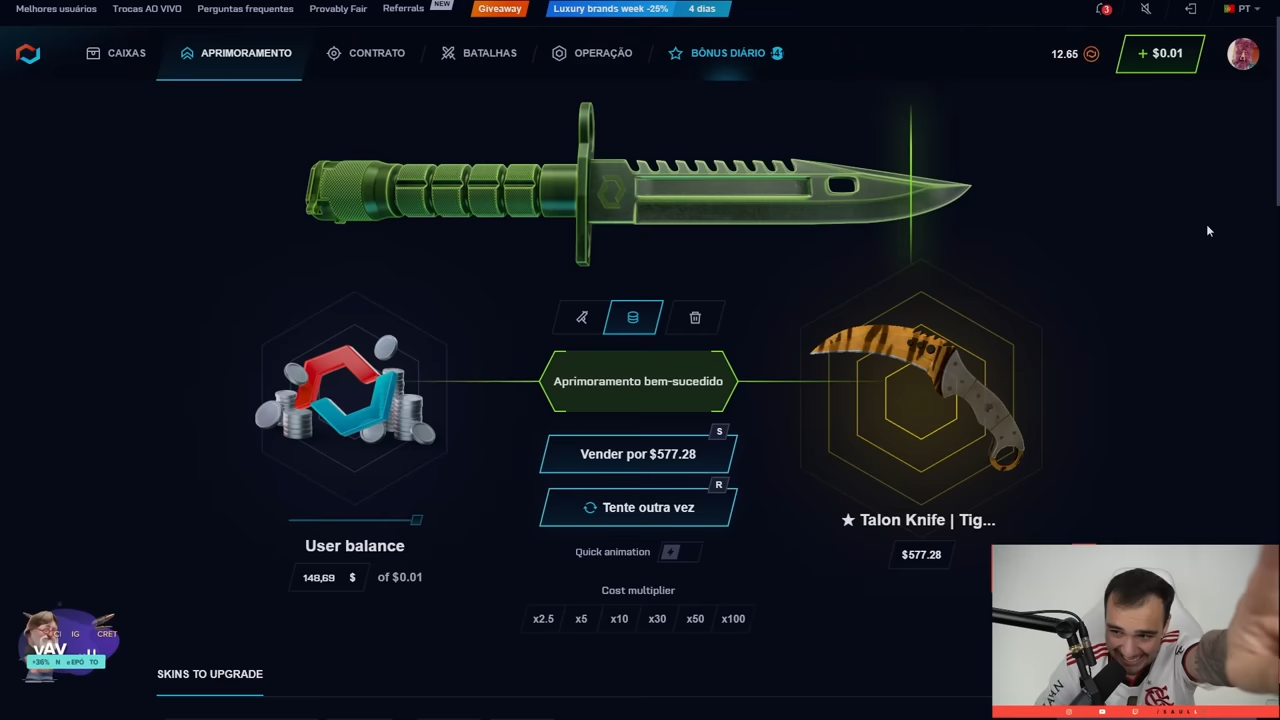 Melhores usuários Trocas AO VIVO Perguntas frequentes Provably Fair Referrals NEW Giveaway Luxury brands week -25% 4 dias 3 PT
CAIXAS APRIMORAMENTO CONTRATO BATALHAS OPERAÇÃO BÔNUS DIÁRIO 12.65 + $0.01
Aprimoramento bem-sucedido
S
Vender por $577.28
R
Tente outra vez
★ Talon Knife | Tig...
User balance
Quick animation
$577.28
148,69 $ of $0.01
Cost multiplier
x2.5 x5 x10 x30 x50 x100
SKINS TO UPGRADE